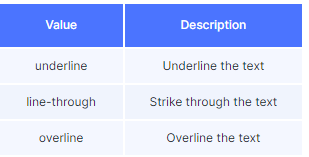 Value Description
underline Underline the text
line-through Strike through the text
overline Overline the text